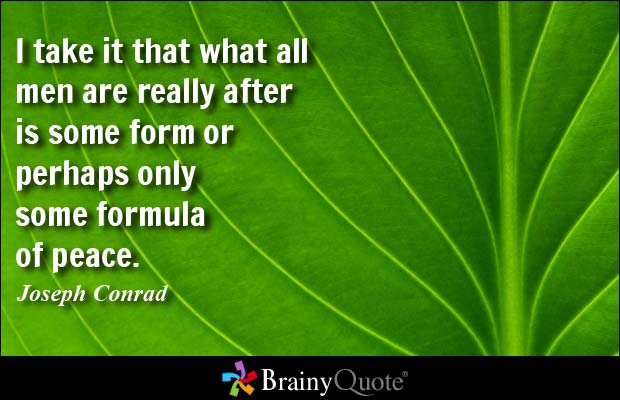 I take it that what all
men are really after
is some form or
perhaps only
some formula
of peace.
Joseph Conrad
BrainyQuote®